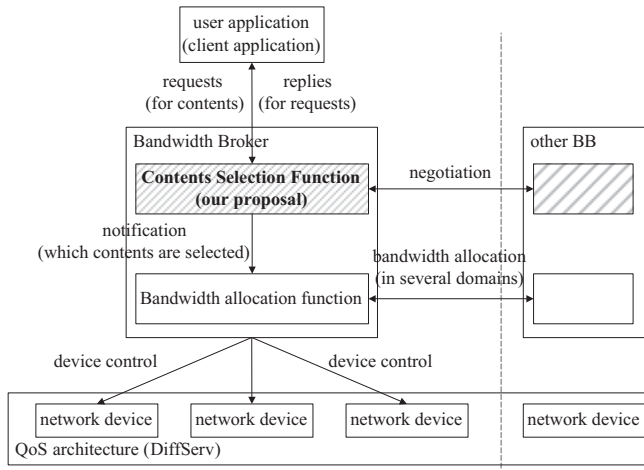 user application
(client application)
requests
(for contents)
replies
(for requests)
Bandwidth Broker
other BB
Contents Selection Function
(our proposal)
negotiation
notification
(which contents are selected)
bandwidth allocation
(in several domains)
Bandwidth allocation function
device control
device control
network device
network device
network device
network device
QoS architecture (DiffServ)